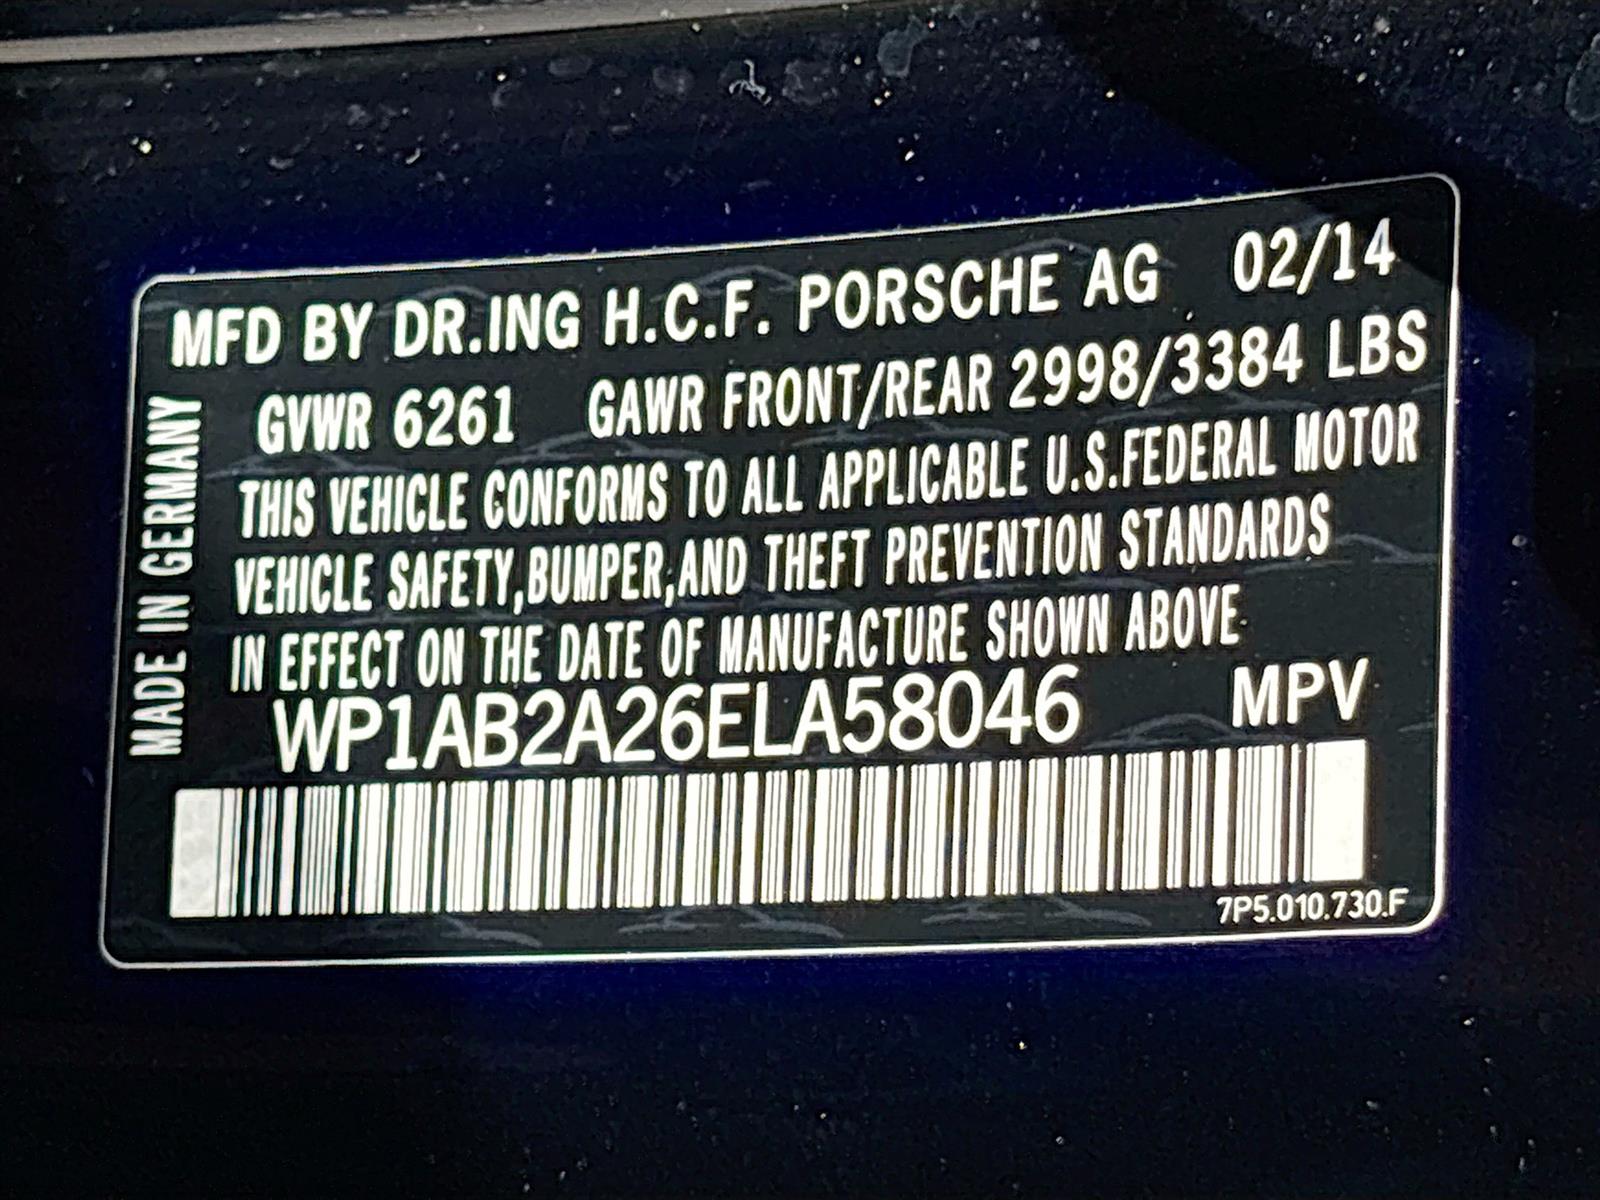 MFD BY DR.ING H.C.F. PORSCHE AG 02/14
GVWR 6261 GAWR FRONT/REAR 2998/3384 LBS
THIS VEHICLE CONFORMS TO ALL APPLICABLE U.S.FEDERAL MOTOR
VEHICLE SAFETY,BUMPER,AND THEFT PREVENTION STANDARDS
IN EFFECT ON THE DATE OF MANUFACTURE SHOWN ABOVE
WP1AB2A26ELA58046 MPV
7P5.010.730.F
MADE IN GERMANY